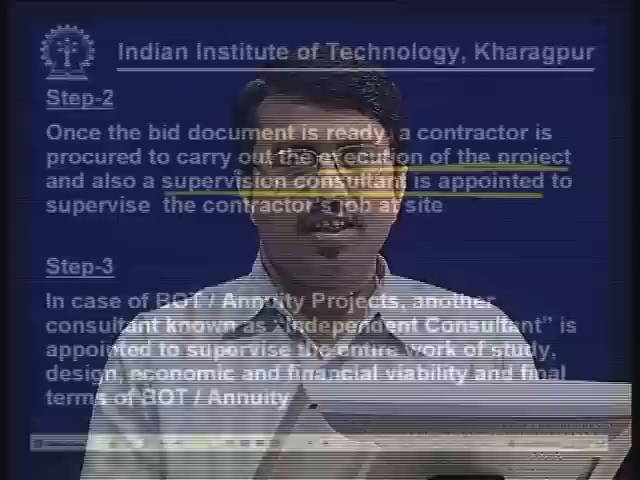 Indian Institute of Technology, Kharagpur
Step-2
Once the bid document is ready, a contractor is
procured to carry out the execution of the project
and also a supervision consultant is appointed to
supervise the contractor's job at site
Step-3
In case of BOT / Annuity Projects, another
consultant known as "Independent Consultant" is
appointed to supervise the entire work of study,
design, economic and financial viability and final
terms of BOT / Annuity